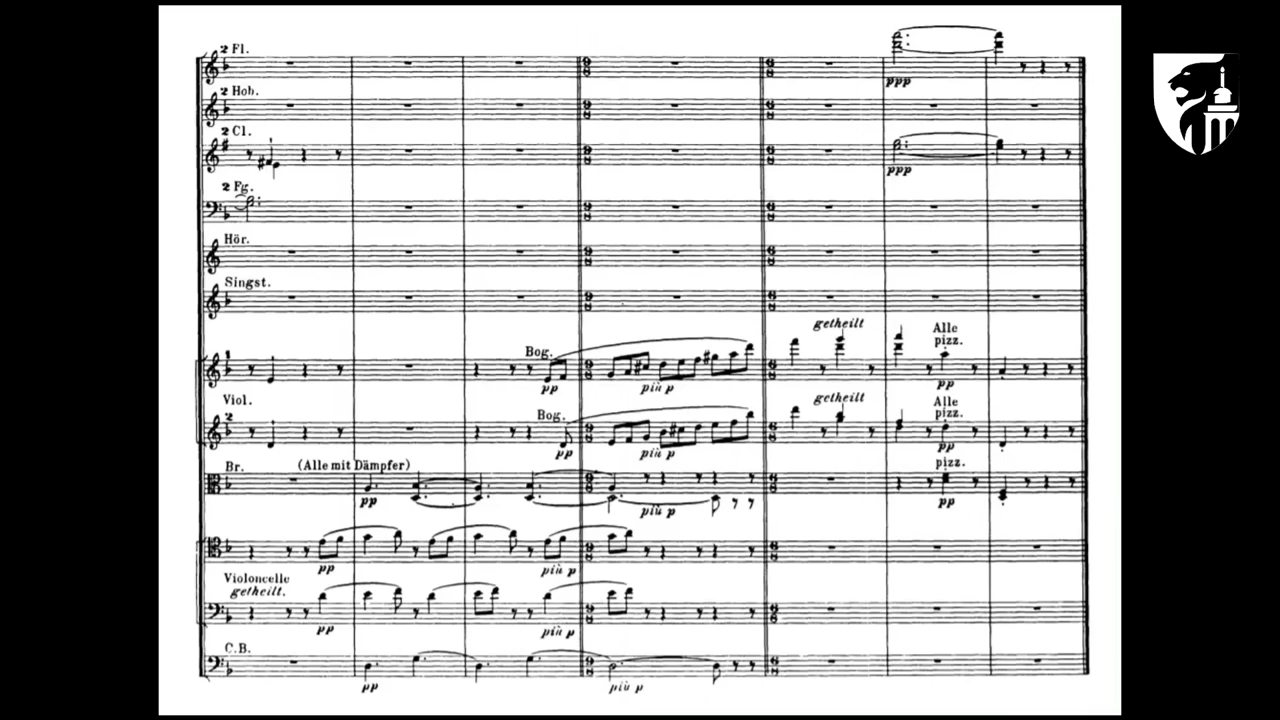 2 Fl.
ppp
2 Hob.
2 Cl.
ppp
2 Fg.
Hör.
Singst.
getheilt
Alle
pizz.
1
Bog.
pp
più p
pp
Viol.
getheilt
Alle
pizz.
2
Bog.
pp
più p
pp
Br.
(Alle mit Dämpfer)
pizz.
pp
più p
pp
pp
più p
Violoncelle
getheilt.
pp
più p
C.B.
pp
più p